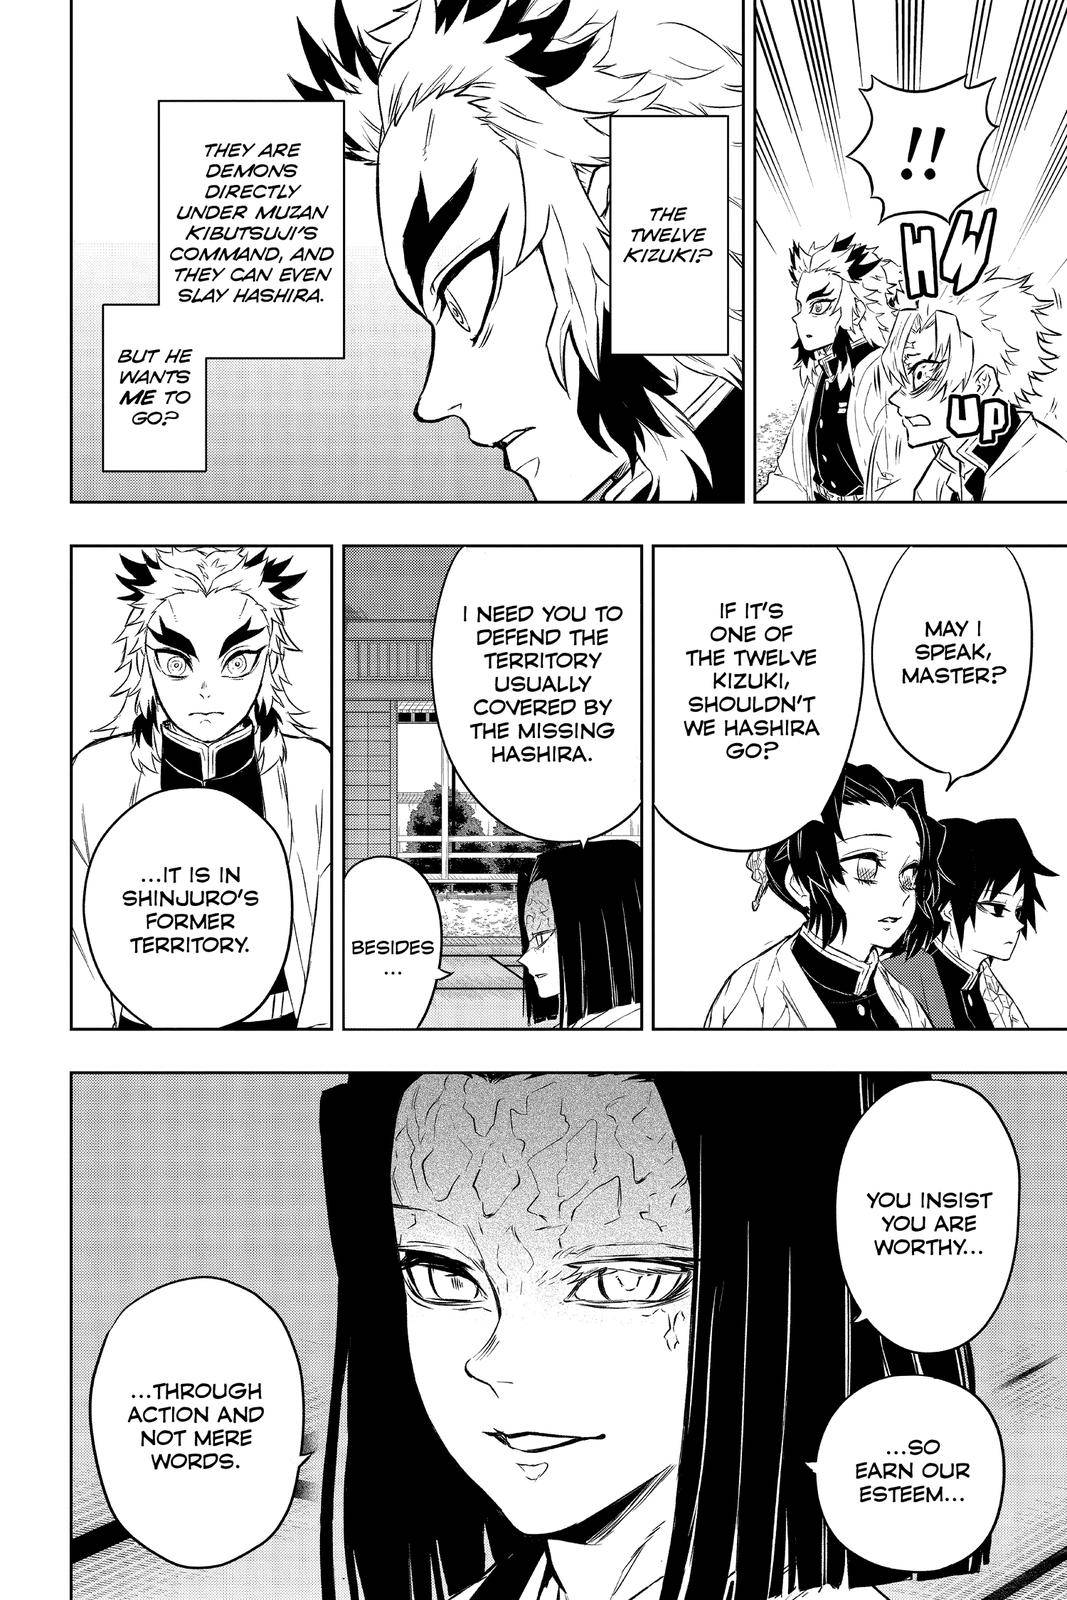 !!
HW
UP
THE
TWELVE
KIZUKI?
THEY ARE
DEMONS
DIRECTLY
UNDER MUZAN
KIBUTSUJI'S
COMMAND, AND
THEY CAN EVEN
SLAY HASHIRA.
BUT HE
WANTS
ME TO
GO?
MAY I
SPEAK,
MASTER?
IF IT'S
ONE OF
THE TWELVE
KIZUKI,
SHOULDN'T
WE HASHIRA
GO?
I NEED YOU TO
DEFEND THE
TERRITORY
USUALLY
COVERED BY
THE MISSING
HASHIRA.
BESIDES
...
...IT IS IN
SHINJURO'S
FORMER
TERRITORY.
YOU INSIST
YOU ARE
WORTHY...
...SO
EARN OUR
ESTEEM...
...THROUGH
ACTION AND
NOT MERE
WORDS.